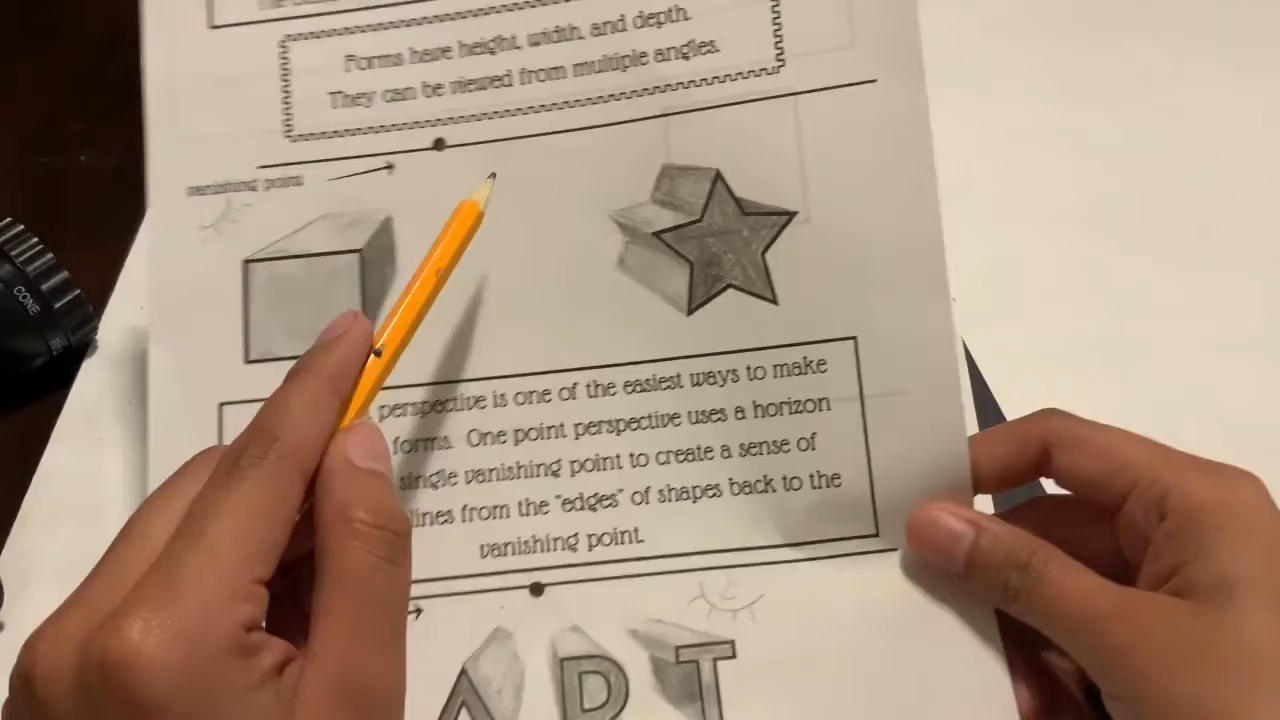 Forms have height, width, and depth.
They can be viewed from multiple angles.
vanishing point
CONE
perspective is one of the easiest ways to make
forms. One point perspective uses a horizon
single vanishing point to create a sense of
lines from the "edges" of shapes back to the
vanishing point.
ART